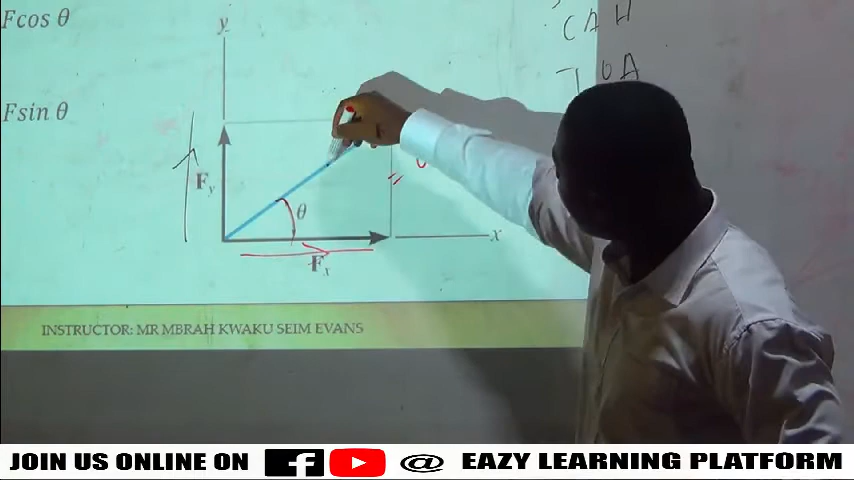 Fcos θ
y
C A H
T O A
Fsin θ
F_y
θ
x
F_x
INSTRUCTOR: MR MBRAH KWAKU SEIM EVANS
JOIN US ONLINE ON f @ EAZY LEARNING PLATFORM